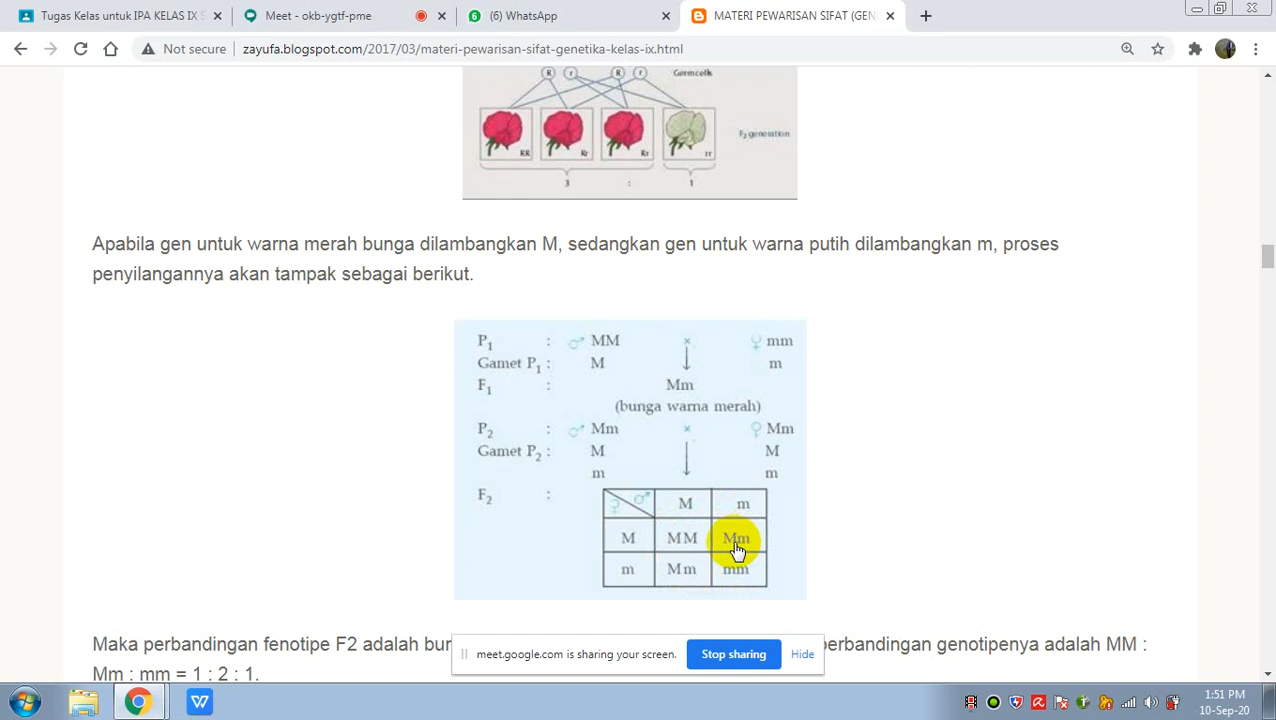 Tugas Kelas untuk IPA KELAS IX S
Meet - okb-ygtf-pme
(6) WhatsApp
MATERI PEWARISAN SIFAT (GEN
Not secure
zayufa.blogspot.com/2017/03/materi-pewarisan-sifat-genetika-kelas-ix.html
R r R r Germcells
RR Rr Rr rr F2 generation
3 : 1
Apabila gen untuk warna merah bunga dilambangkan M, sedangkan gen untuk warna putih dilambangkan m, proses
penyilangannya akan tampak sebagai berikut.
P1 : ♂ MM × ♀ mm
Gamet P1 : M m
F1 : Mm
(bunga warna merah)
P2 : ♂ Mm × ♀ Mm
Gamet P2 : M M
m m
F2 : ♀ ♂ M m
M MM Mm
m Mm mm
Maka perbandingan fenotipe F2 adalah perbandingan genotipenya adalah MM :
meet.google.com is sharing your screen. Stop sharing Hide
Mm : mm = 1 : 2 : 1.
1:51 PM
10-Sep-20